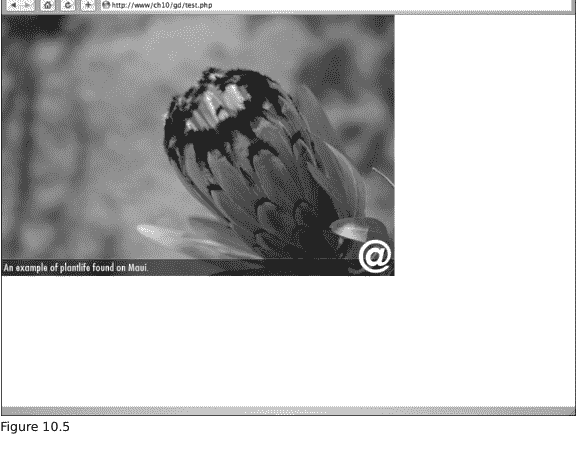 http://www/ch10/gd/test.php
An example of plantlife found on Maui.
@
Figure 10.5